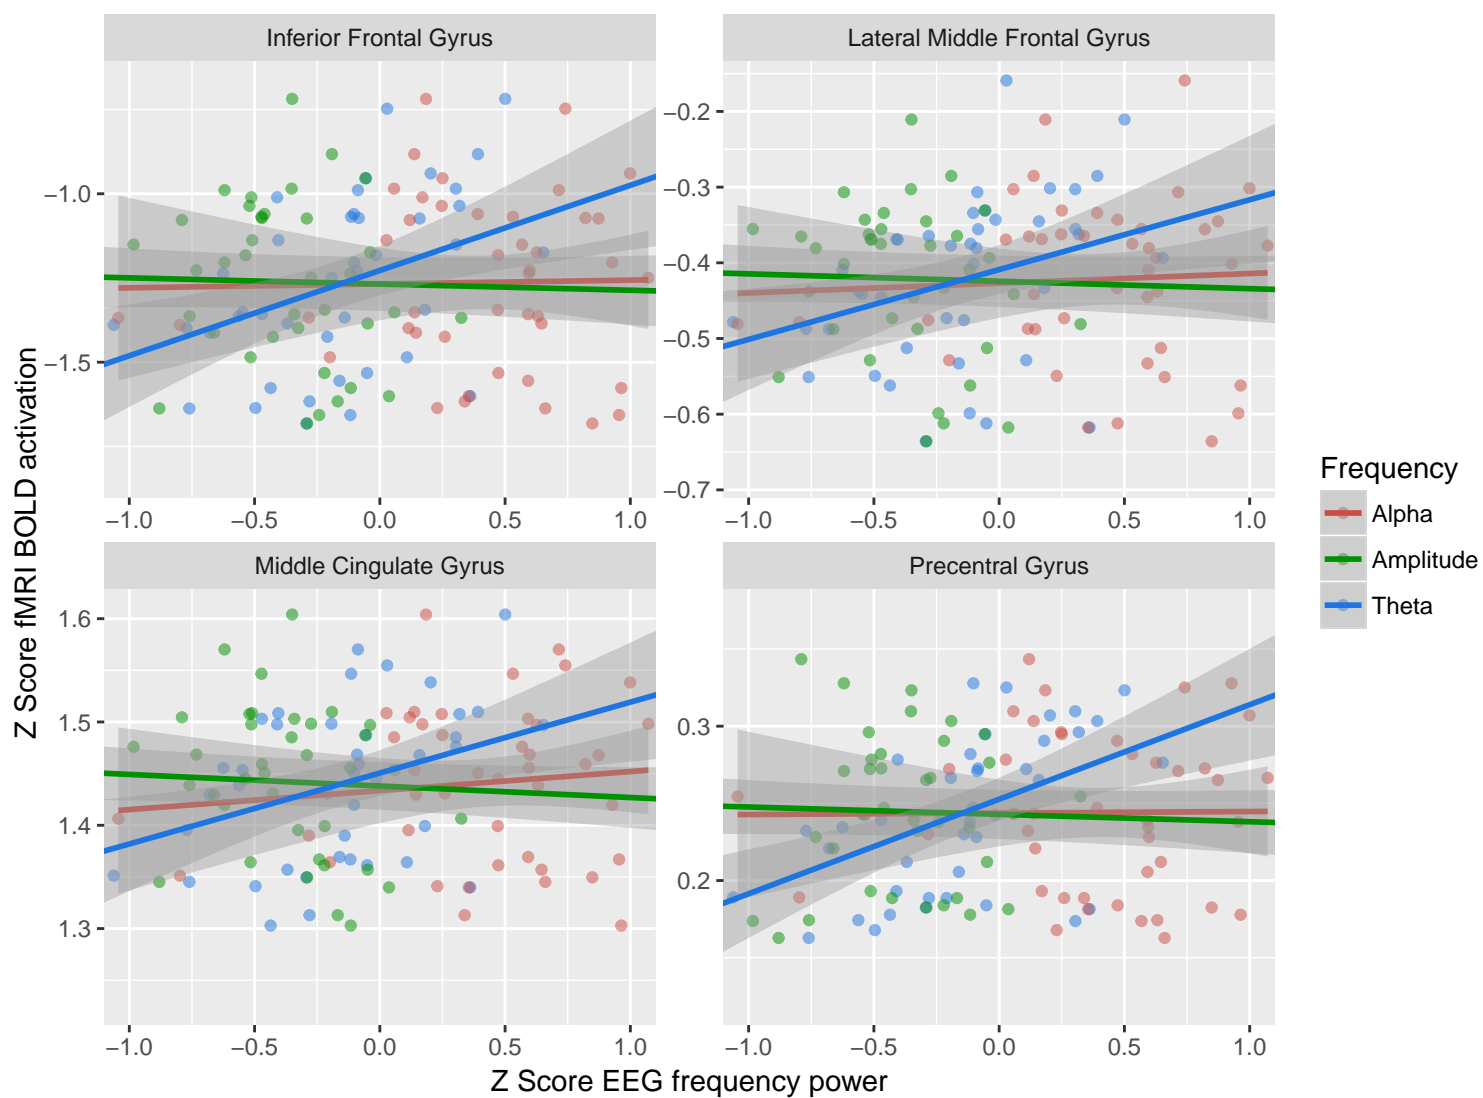 Inferior Frontal Gyrus
Lateral Middle Frontal Gyrus
−1.0
−1.5
−0.2
−0.3
−0.4
−0.5
−0.6
−0.7
−1.0 −0.5 0.0 0.5 1.0
−1.0 −0.5 0.0 0.5 1.0
Middle Cingulate Gyrus
Precentral Gyrus
1.6
1.5
1.4
1.3
0.3
0.2
−1.0 −0.5 0.0 0.5 1.0
−1.0 −0.5 0.0 0.5 1.0
Z Score EEG frequency power
Z Score fMRI BOLD activation
Frequency
Alpha
Amplitude
Theta